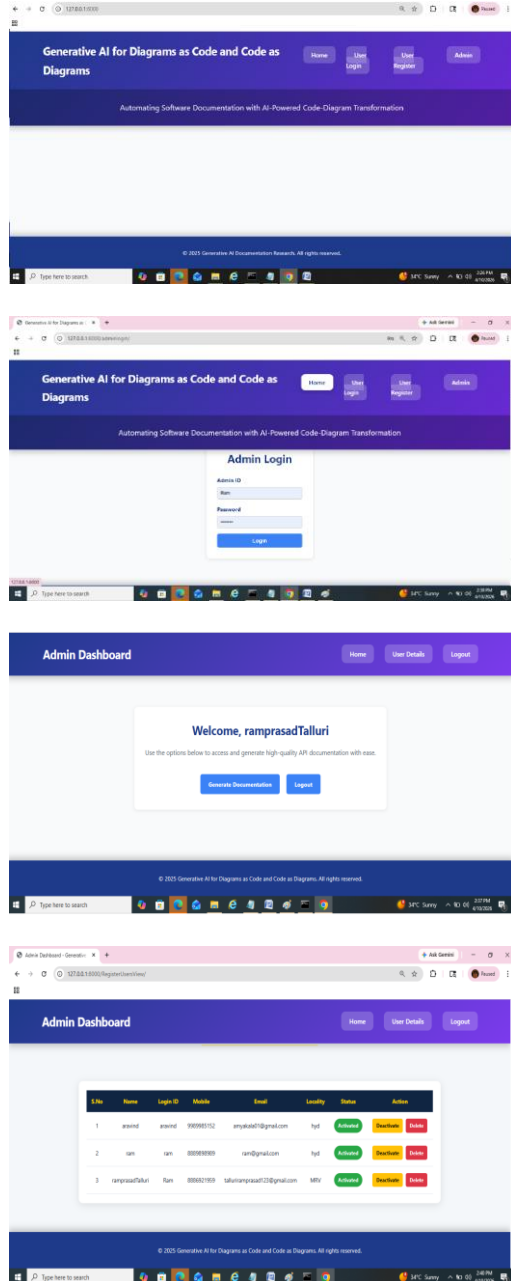 127.0.0.1:8000
Paused
Generative AI for Diagrams as Code and Code as
Diagrams
Home
User
Login
User
Register
Admin
Automating Software Documentation with AI-Powered Code-Diagram Transformation
© 2025 Generative AI Documentation Research. All rights reserved.
Type here to search
34°C Sunny
Generative AI for Diagrams as
Ask Gemini
127.0.0.1:8000/adminlogin/
Paused
Generative AI for Diagrams as Code and Code as
Diagrams
Home
User
Login
User
Register
Admin
Automating Software Documentation with AI-Powered Code-Diagram Transformation
Admin Login
Admin ID
Ram
Password
Login
127.0.0.1:8000
Type here to search
34°C Sunny
Admin Dashboard
Home
User Details
Logout
Welcome, ramprasadTalluri
Use the options below to access and generate high-quality API documentation with ease.
Generate Documentation
Logout
© 2025 Generative AI for Diagrams as Code and Code as Diagrams. All rights reserved.
Type here to search
34°C Sunny
Admin Dashboard - Generative
Ask Gemini
127.0.0.1:8000/RegisterUsersView/
Paused
Admin Dashboard
Home
User Details
Logout
S.No Name Login ID Mobile Email Locality Status Action
1 aravind aravind hyd Activated Deactivate Delete
2 ram ram ram@gmail.com hyd Activated Deactivate Delete
3 ramprasadTalluri Ram talluriramprasad123@gmail.com MRV Activated Deactivate Delete
© 2025 Generative AI for Diagrams as Code and Code as Diagrams. All rights reserved.
Type here to search
34°C Sunny